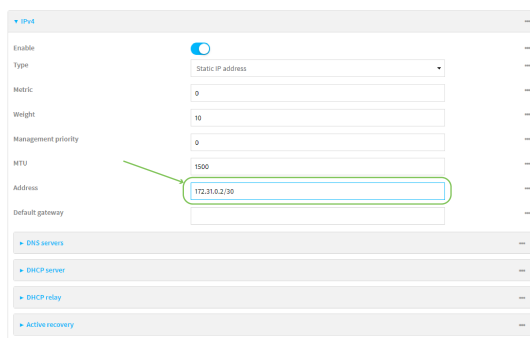 ▾ IPv4
Enable
Type Static IP address
Metric 0
Weight 10
Management priority 0
MTU 1500
Address 172.31.0.2/30
Default gateway
▸ DNS servers
▸ DHCP server
▸ DHCP relay
▸ Active recovery